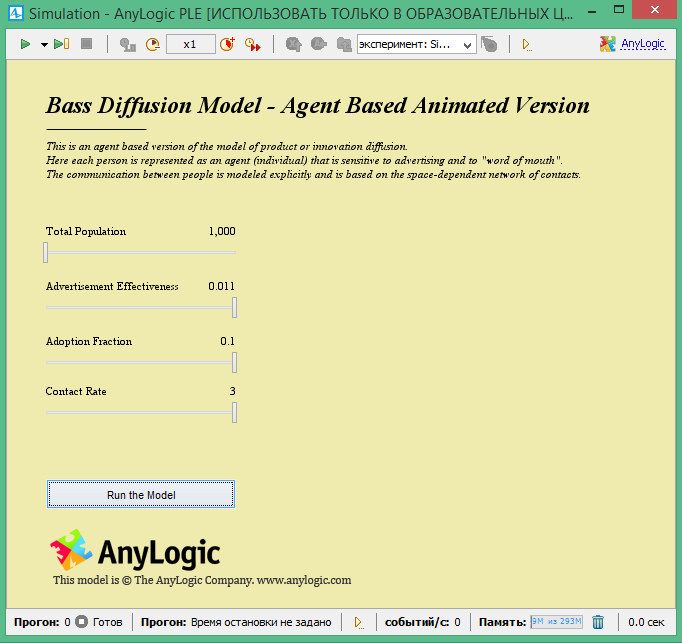 Simulation - AnyLogic PLE [ИСПОЛЬЗОВАТЬ ТОЛЬКО В ОБРАЗОВАТЕЛЬНЫХ Ц...
x1
эксперимент: Si...
AnyLogic
Bass Diffusion Model - Agent Based Animated Version
This is an agent based version of the model of product or innovation diffusion.
Here each person is represented as an agent (individual) that is sensitive to advertising and to "word of mouth".
The communication between people is modeled explicitly and is based on the space-dependent network of contacts.
Total Population 1,000
Advertisement Effectiveness 0.011
Adoption Fraction 0.1
Contact Rate 3
Run the Model
AnyLogic
This model is © The AnyLogic Company. www.anylogic.com
Прогон: 0 Готов Прогон: Время остановки не задано событий/с: 0 Память: 9M из 293M 0.0 сек